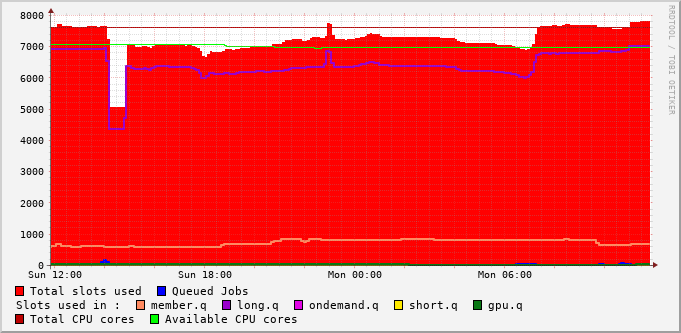 8000
7000
6000
5000
4000
3000
2000
1000
0
Sun 12:00 Sun 18:00 Mon 00:00 Mon 06:00
Total slots used Queued Jobs
Slots used in : member.q long.q ondemand.q short.q gpu.q
Total CPU cores Available CPU cores
RRDTOOL / TOBI OETIKER